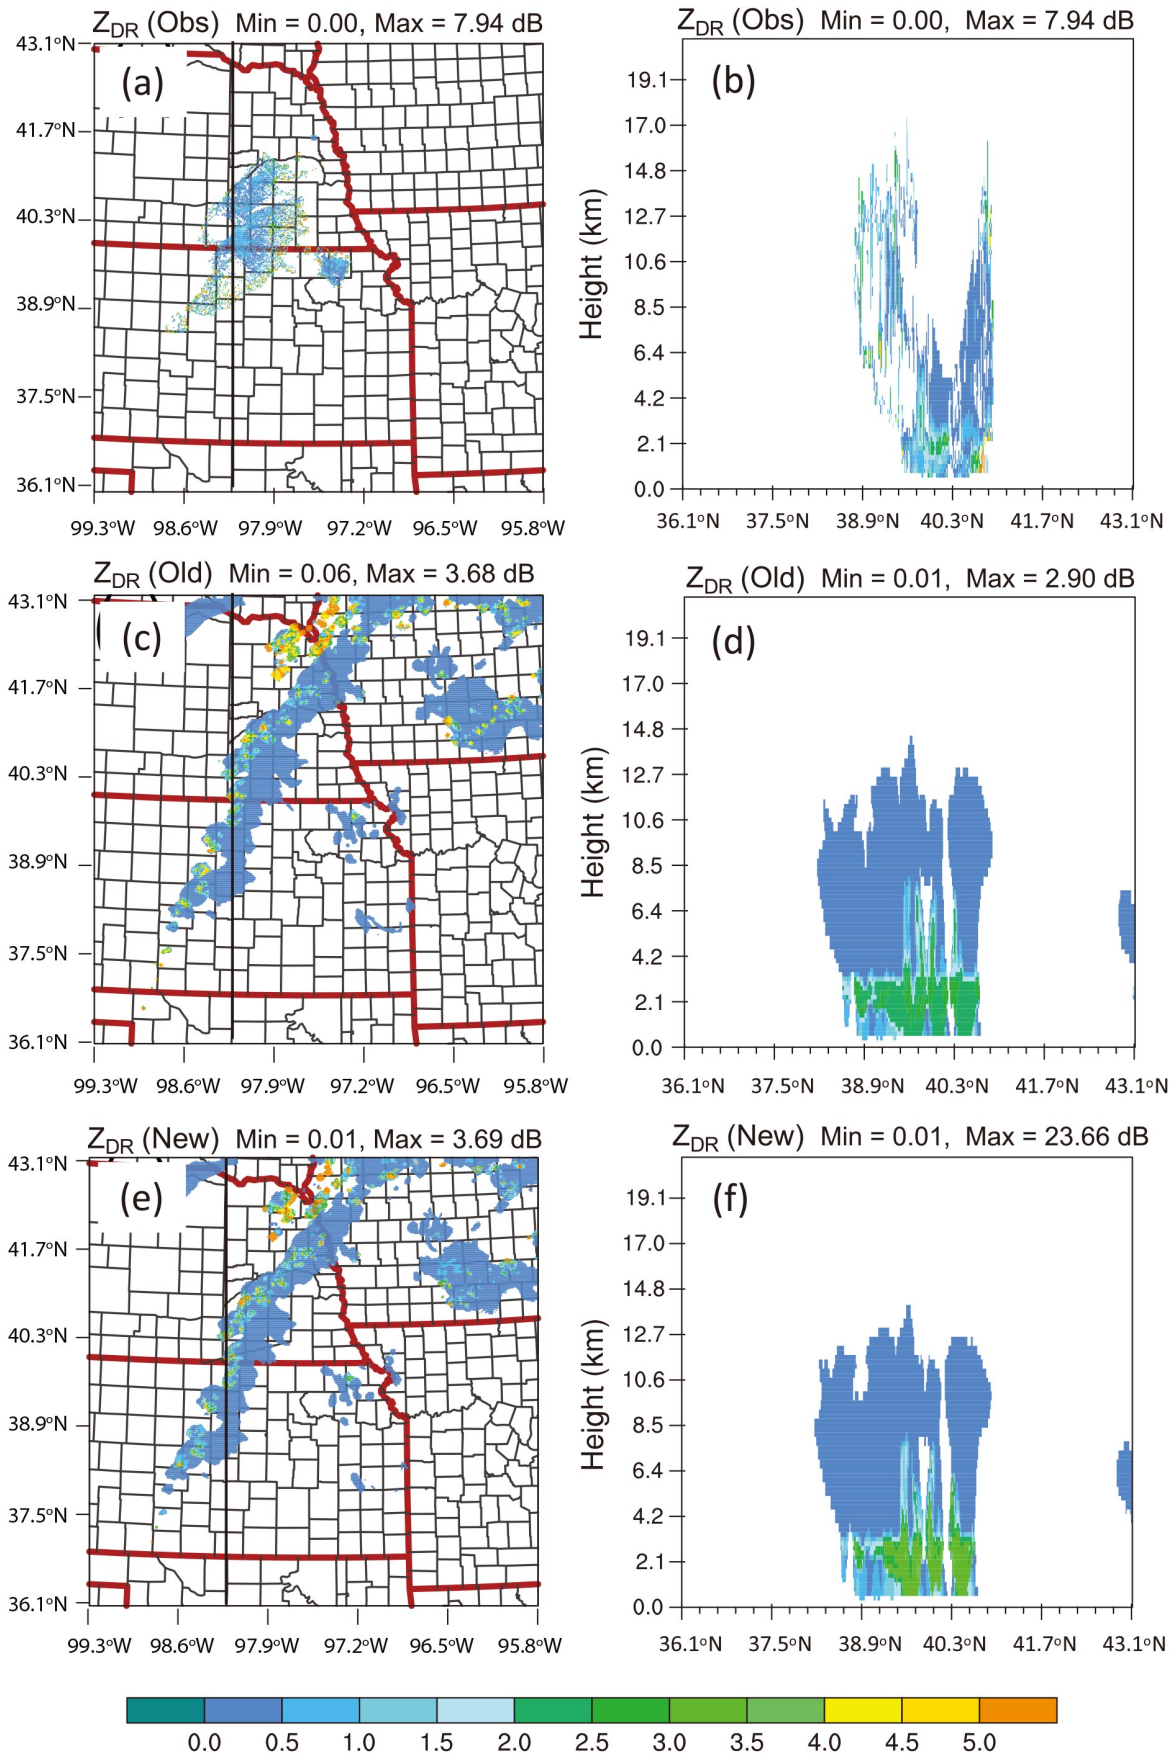 Z_DR (Obs) Min = 0.00, Max = 7.94 dB
(a)
43.1°N
41.7°N
40.3°N
38.9°N
37.5°N
36.1°N
99.3°W 98.6°W 97.9°W 97.2°W 96.5°W 95.8°W
Z_DR (Obs) Min = 0.00, Max = 7.94 dB
(b)
Height (km)
19.1
17.0
14.8
12.7
10.6
8.5
6.4
4.2
2.1
0.0
36.1°N 37.5°N 38.9°N 40.3°N 41.7°N 43.1°N
Z_DR (Old) Min = 0.06, Max = 3.68 dB
(c)
43.1°N
41.7°N
40.3°N
38.9°N
37.5°N
36.1°N
99.3°W 98.6°W 97.9°W 97.2°W 96.5°W 95.8°W
Z_DR (Old) Min = 0.01, Max = 2.90 dB
(d)
Height (km)
19.1
17.0
14.8
12.7
10.6
8.5
6.4
4.2
2.1
0.0
36.1°N 37.5°N 38.9°N 40.3°N 41.7°N 43.1°N
Z_DR (New) Min = 0.01, Max = 3.69 dB
(e)
43.1°N
41.7°N
40.3°N
38.9°N
37.5°N
36.1°N
99.3°W 98.6°W 97.9°W 97.2°W 96.5°W 95.8°W
Z_DR (New) Min = 0.01, Max = 23.66 dB
(f)
Height (km)
19.1
17.0
14.8
12.7
10.6
8.5
6.4
4.2
2.1
0.0
36.1°N 37.5°N 38.9°N 40.3°N 41.7°N 43.1°N
0.0 0.5 1.0 1.5 2.0 2.5 3.0 3.5 4.0 4.5 5.0